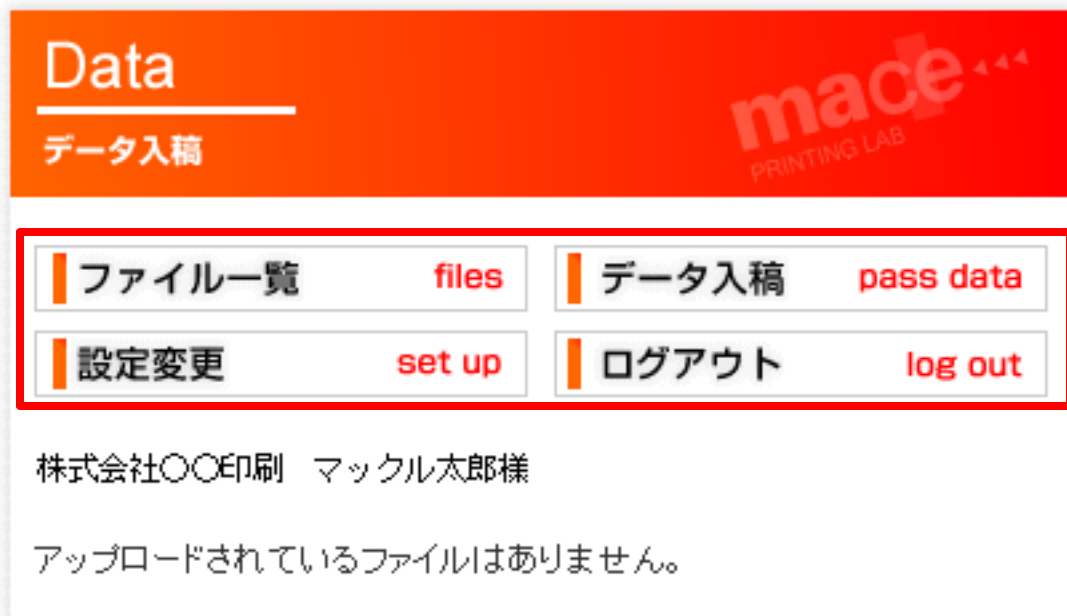 Data
データ入稿
macle
PRINTING LAB
ファイル一覧 files
データ入稿 pass data
設定変更 set up
ログアウト log out
株式会社〇〇印刷　マックル太郎様
アップロードされているファイルはありません。